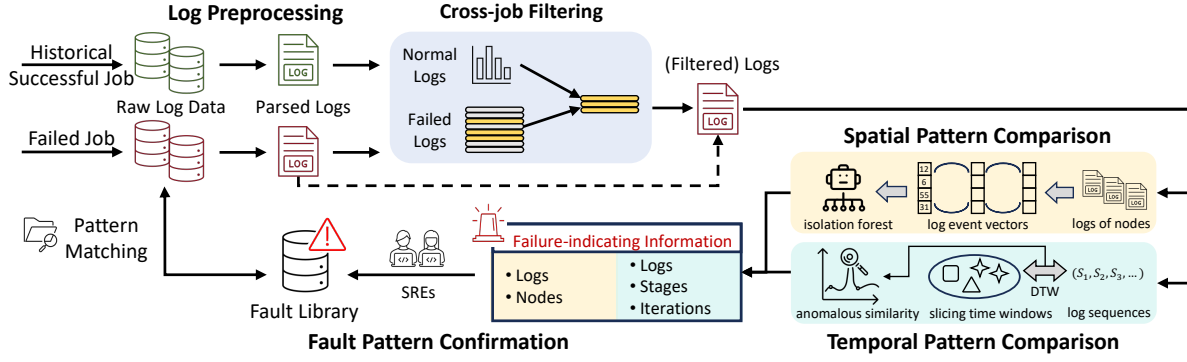 Log Preprocessing
Cross-job Filtering
Historical
Successful Job
Raw Log Data
LOG
Parsed Logs
Normal
Logs
Failed
Logs
(Filtered) Logs
LOG
Failed Job
LOG
Spatial Pattern Comparison
12
6
55
31
isolation forest
log event vectors
LOG
LOG
LOG
logs of nodes
Pattern
Matching
Fault Library
SREs
Failure-indicating Information
• Logs
• Nodes
• Logs
• Stages
• Iterations
Fault Pattern Confirmation
anomalous similarity
slicing time windows
DTW
(S₁, S₂, S₃, …)
log sequences
Temporal Pattern Comparison